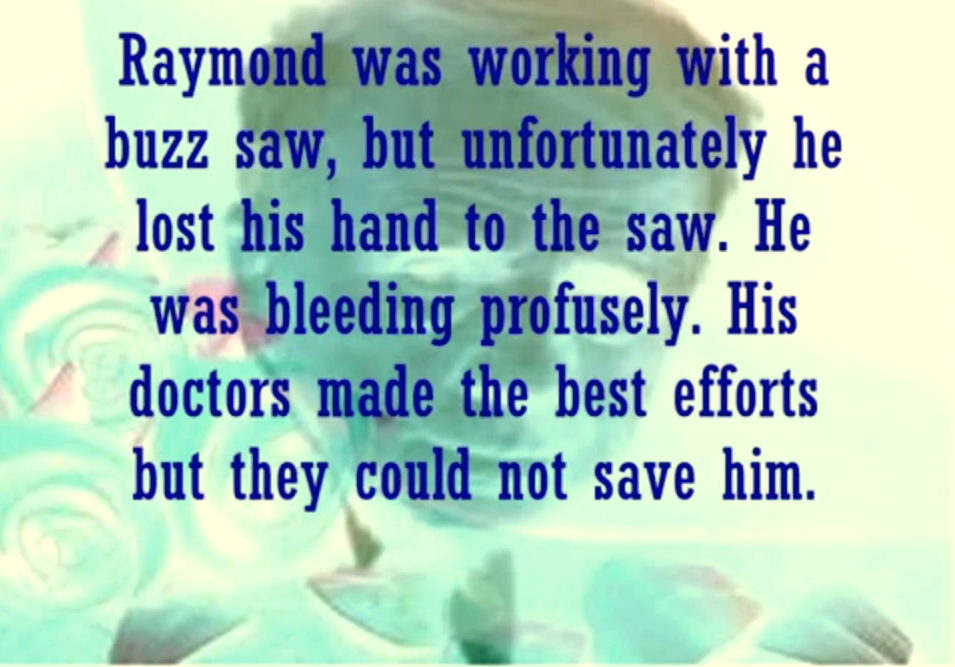 Raymond was working with a
buzz saw, but unfortunately he
lost his hand to the saw. He
was bleeding profusely. His
doctors made the best efforts
but they could not save him.